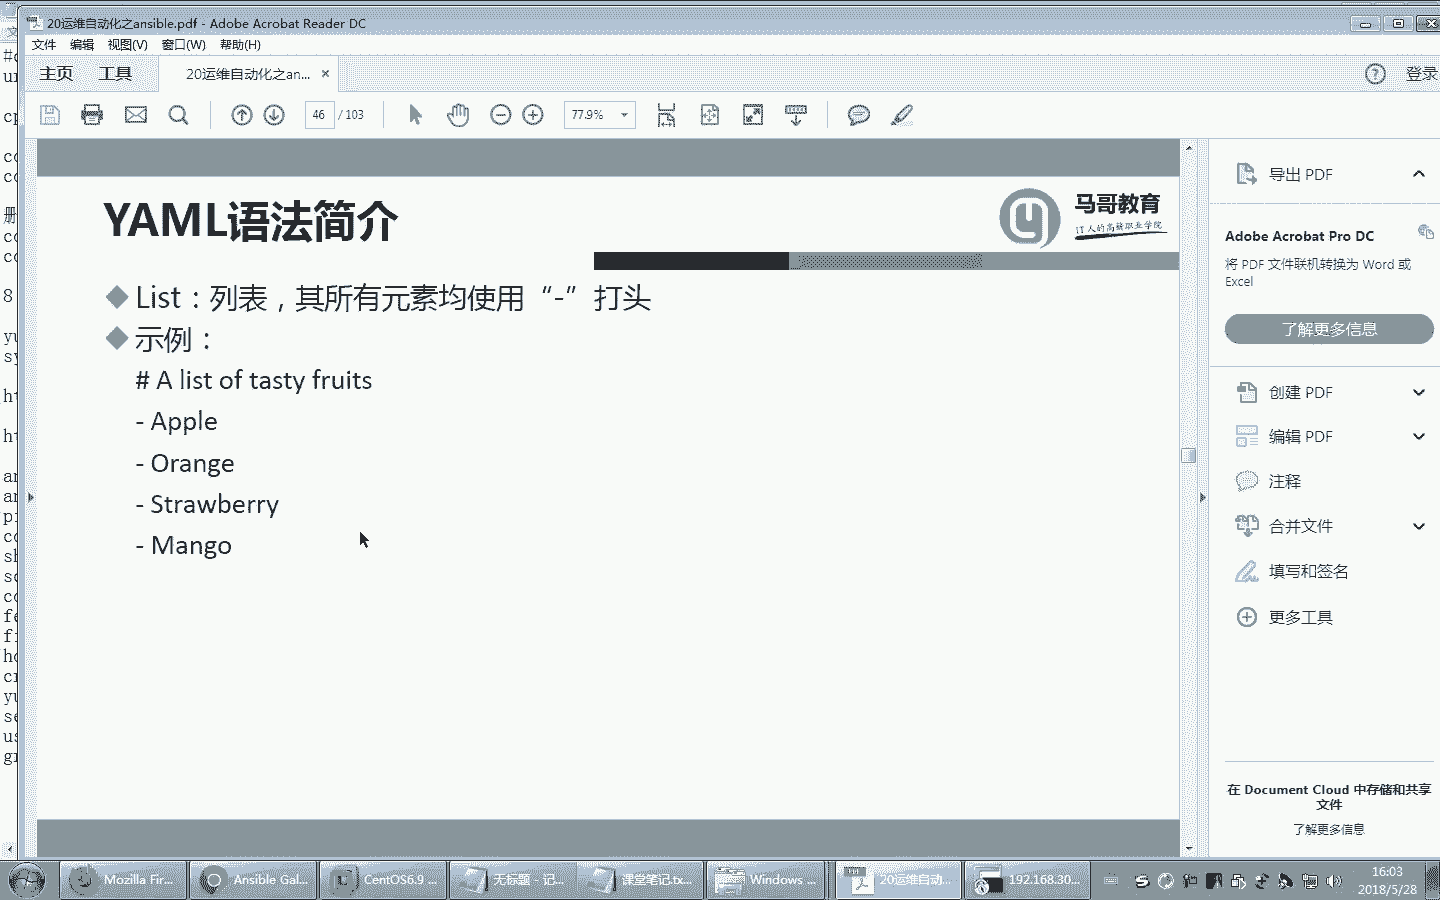 20运维自动化之ansible.pdf - Adobe Acrobat Reader DC
文件 编辑 视图(V) 窗口(W) 帮助(H)
主页 工具 20运维自动化之an... ×
登录
46 / 103 77.9%
YAML语法简介
马哥教育
IT人的高薪职业学院
List：列表，其所有元素均使用“-”打头
示例：
# A list of tasty fruits
- Apple
- Orange
- Strawberry
- Mango
导出 PDF
Adobe Acrobat Pro DC
将 PDF 文件联机转换为 Word 或
Excel
了解更多信息
创建 PDF
编辑 PDF
注释
合并文件
填写和签名
更多工具
在 Document Cloud 中存储和共享
文件
了解更多信息
Mozilla Fir... Ansible Gal... CentOS6.9 ... 无标题 - 记... 课堂笔记.tx... Windows ... 20运维自动... 192.168.30...
16:03
2018/5/28